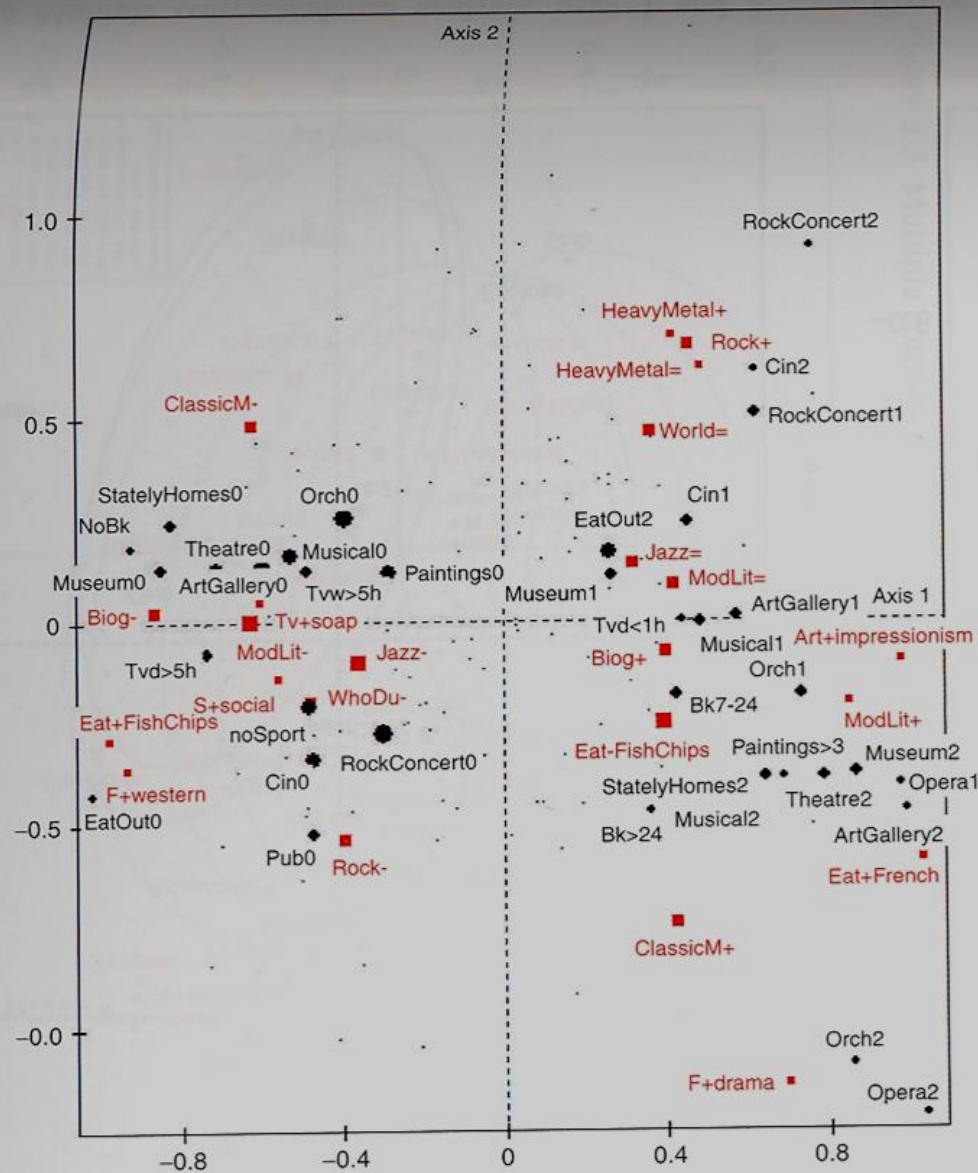 Axis 2
1.0
RockConcert2
HeavyMetal+
Rock+
HeavyMetal=
Cin2
ClassicM-
RockConcert1
0.5
World=
StatelyHomes0
Orch0
Cin1
NoBk
EatOut2
Theatre0
Musical0
Jazz=
Museum0
ArtGallery0
Paintings0
ModLit=
Tvw>5h
Museum1
ArtGallery1
Axis 1
Biog-
Tv+soap
0
Tvd<1h
Musical1
Art+impressionism
Tvd>5h
ModLit-
Jazz-
Biog+
Orch1
S+social
WhoDu-
Bk7-24
ModLit+
Eat+FishChips
noSport
Eat-FishChips
Paintings>3
Museum2
Cin0
RockConcert0
StatelyHomes2
Theatre2
Opera1
F+western
EatOut0
−0.5
Bk>24
Musical2
ArtGallery2
Pub0
Rock-
Eat+French
ClassicM+
−0.0
Orch2
F+drama
Opera2
−0.8
−0.4
0
0.4
0.8